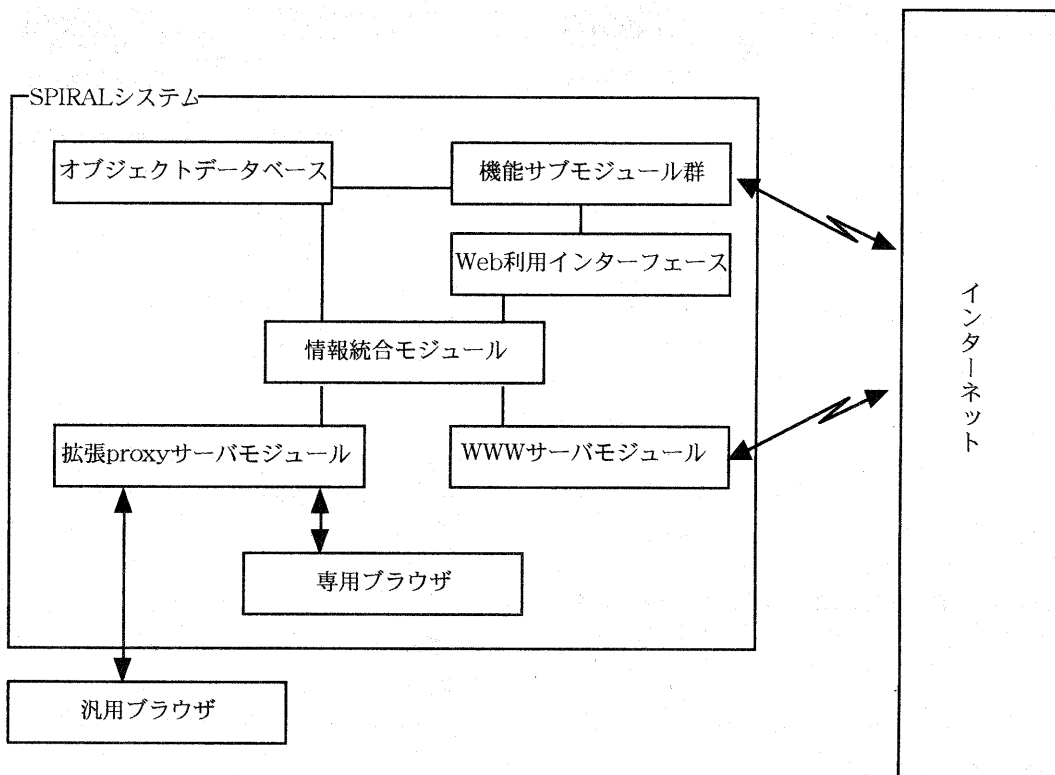 SPIRALシステム
オブジェクトデータベース
機能サブモジュール群
Web利用インターフェース
情報統合モジュール
拡張proxyサーバモジュール
WWWサーバモジュール
専用ブラウザ
汎用ブラウザ
インターネット